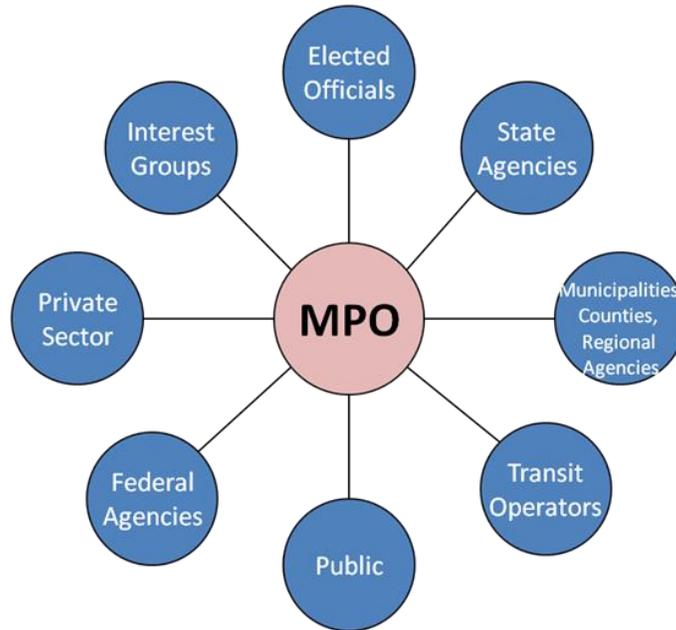 Elected
Officials
Interest
Groups
State
Agencies
Private
Sector
MPO
Municipalities
Counties,
Regional
Agencies
Federal
Agencies
Transit
Operators
Public